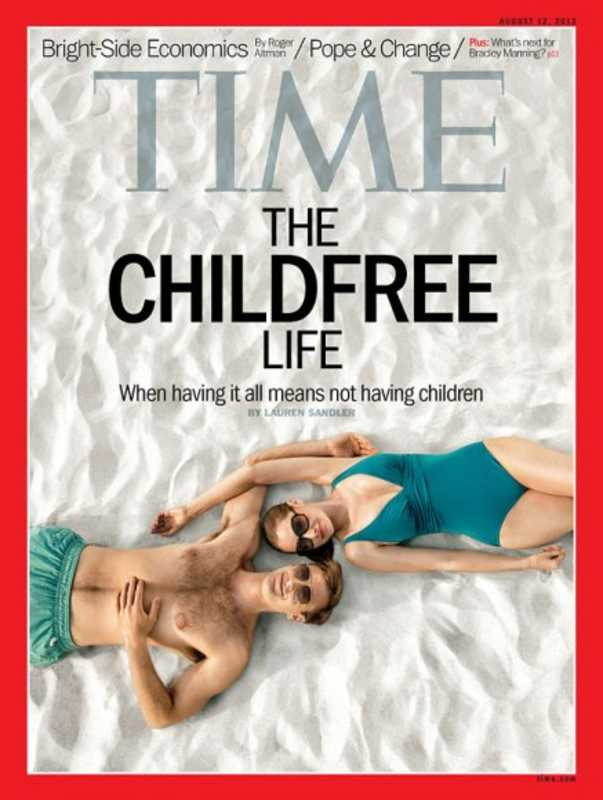 AUGUST 12, 2013
Bright-Side Economics By Roger Altman / Pope & Change / Plus: What's next for Bradley Manning? p13
TIME
THE
CHILDFREE
LIFE
When having it all means not having children
BY LAUREN SANDLER
time.com